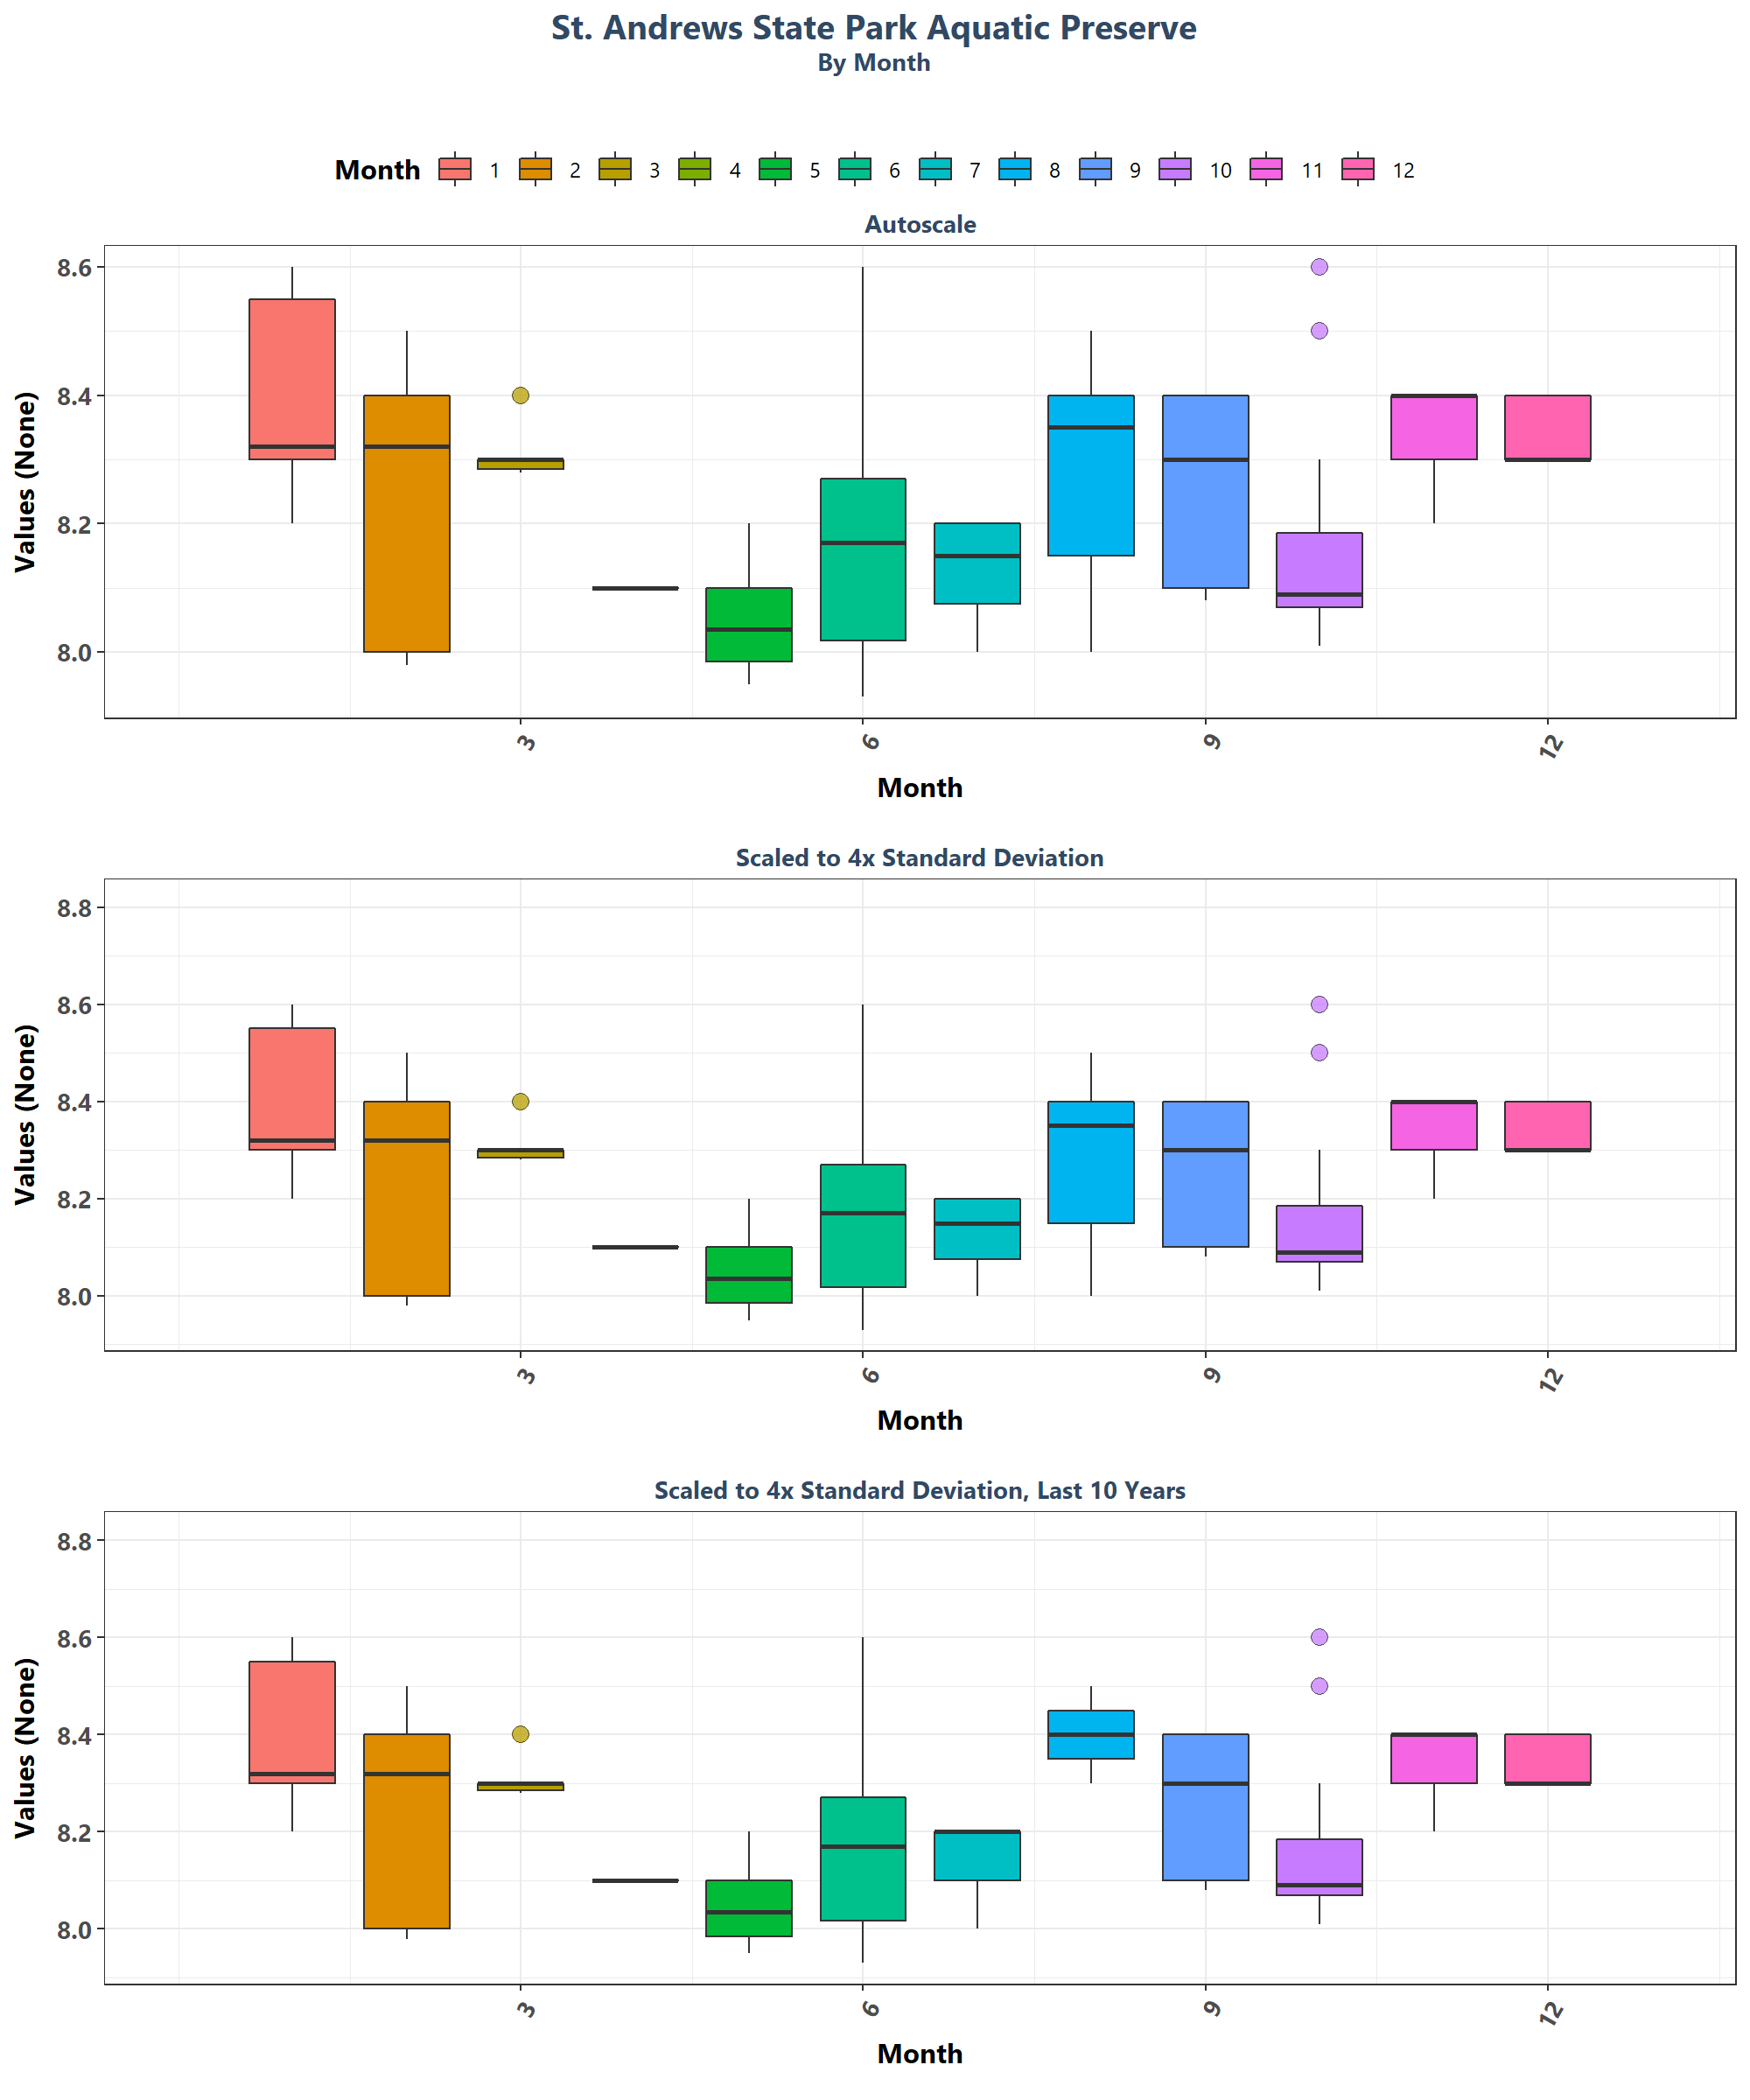 St. Andrews State Park Aquatic Preserve
By Month
Month 1 2 3 4 5 6 7 8 9 10 11 12
Autoscale
Values (None)
8.6
8.4
8.2
8.0
3 6 9 12
Month
Scaled to 4x Standard Deviation
Values (None)
8.8
8.6
8.4
8.2
8.0
3 6 9 12
Month
Scaled to 4x Standard Deviation, Last 10 Years
Values (None)
8.8
8.6
8.4
8.2
8.0
3 6 9 12
Month